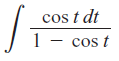 ∫ cos t dt / 1 − cos t